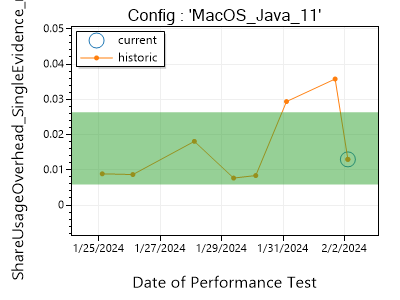 Config : 'MacOS_Java_11'
current
historic
0.05
0.04
0.03
0.02
0.01
0
ShareUsageOverhead_SingleEvidence_
1/25/2024
1/27/2024
1/29/2024
1/31/2024
2/2/2024
Date of Performance Test